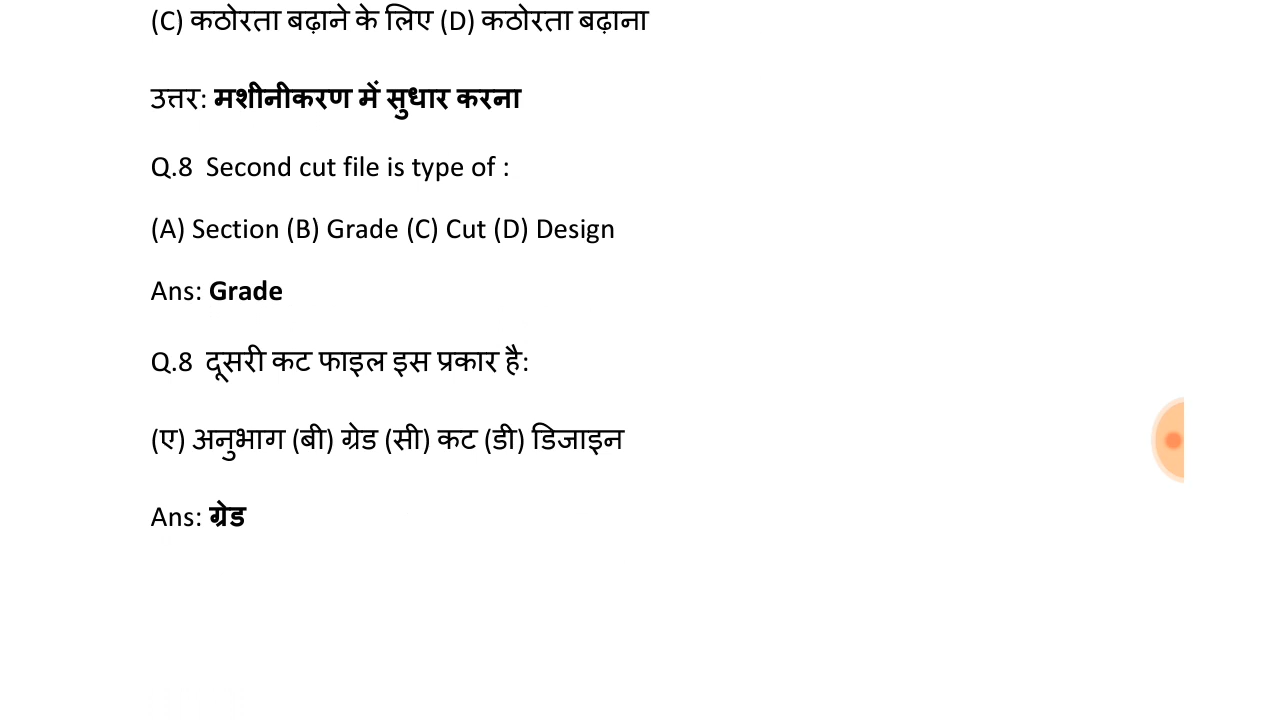 (C) कठोरता बढ़ाने के लिए (D) कठोरता बढ़ाना
उत्तर: मशीनीकरण में सुधार करना
Q.8 Second cut file is type of :
(A) Section (B) Grade (C) Cut (D) Design
Ans: Grade
Q.8 दूसरी कट फाइल इस प्रकार है:
(ए) अनुभाग (बी) ग्रेड (सी) कट (डी) डिजाइन
Ans: ग्रेड